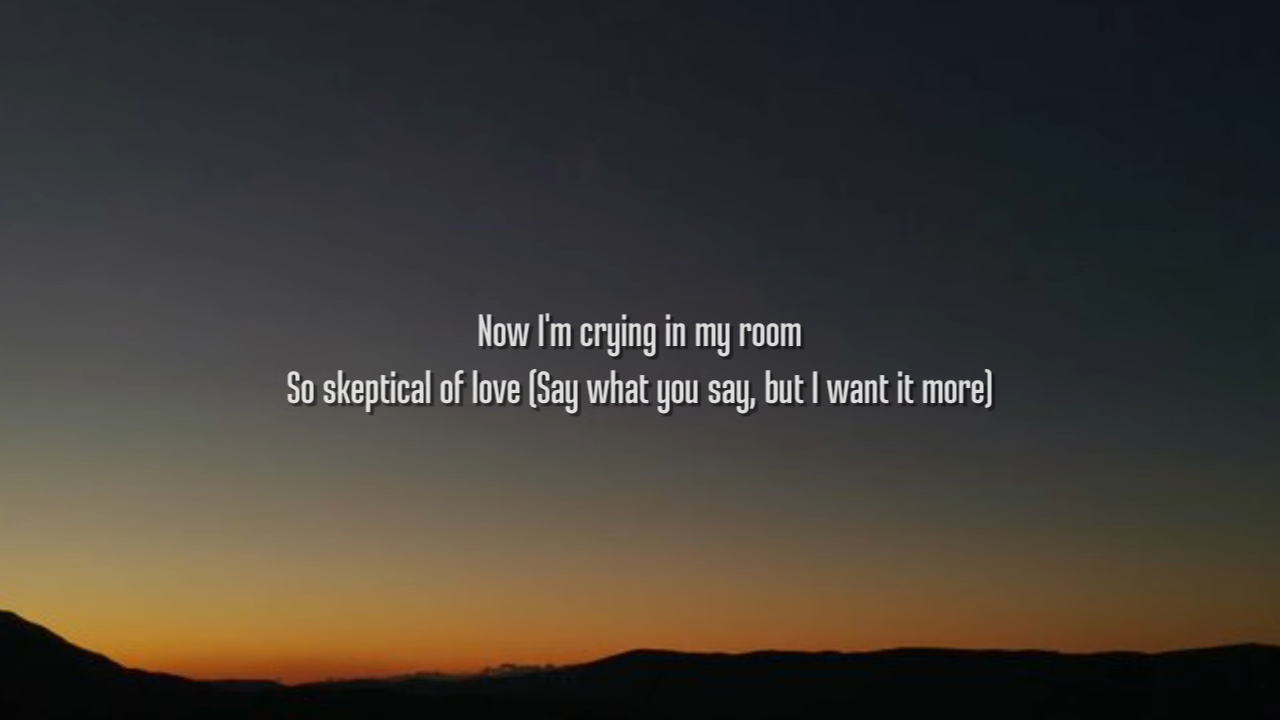 Now I'm crying in my room
So skeptical of love (Say what you say, but I want it more)